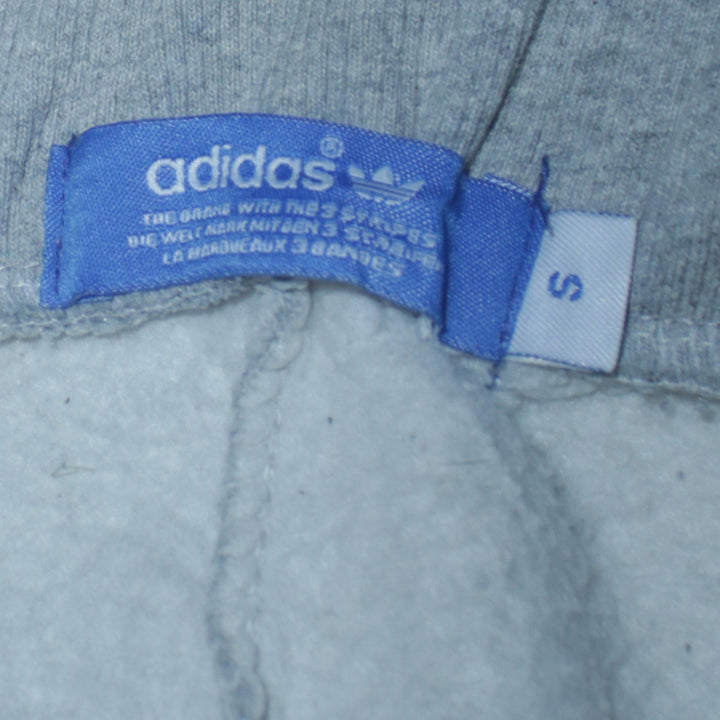 adidas®
THE BRAND WITH THE 3 STRIPES
DIE WELTMARKE MIT DEN 3 STREIFEN
LA MARQUE AUX 3 BANDES
S